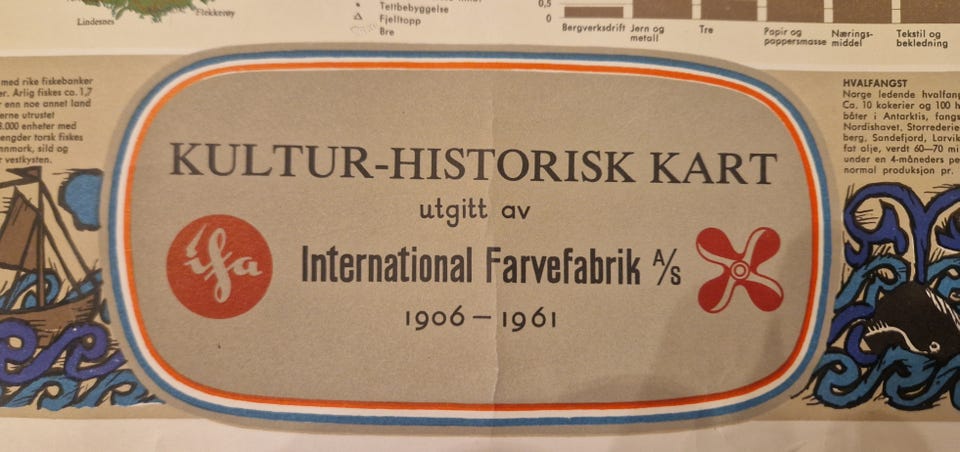 Lindesnes
Flekkerøy
Tettbebyggelse
Fjelltopp
Bre
0,5
0
Bergverksdrift
Jern og
metall
Tre
Papir og
pappersmasse
Nærings-
middel
Tekstil og
bekledning
med rike fiskebanker
er. Arlig fiskes ca. 1,7
enn noe annet land
erne utrustet
8.000 enheter med
engder torsk fiskes
nnmark, sild og
vestkysten.
KULTUR-HISTORISK KART
utgitt av
ifa
International Farvefabrik A/S
1906 – 1961
HVALFANGST
Norge ledende hvalfang
Ca. 10 kokerier og 100 h
båter i Antarktis, fangs
Nordishavet. Storrederie
berg, Sandefjord, Larvik
fat olje, verdt 60—70 mi
under en 4-måneders pe
normal produksjon pr.